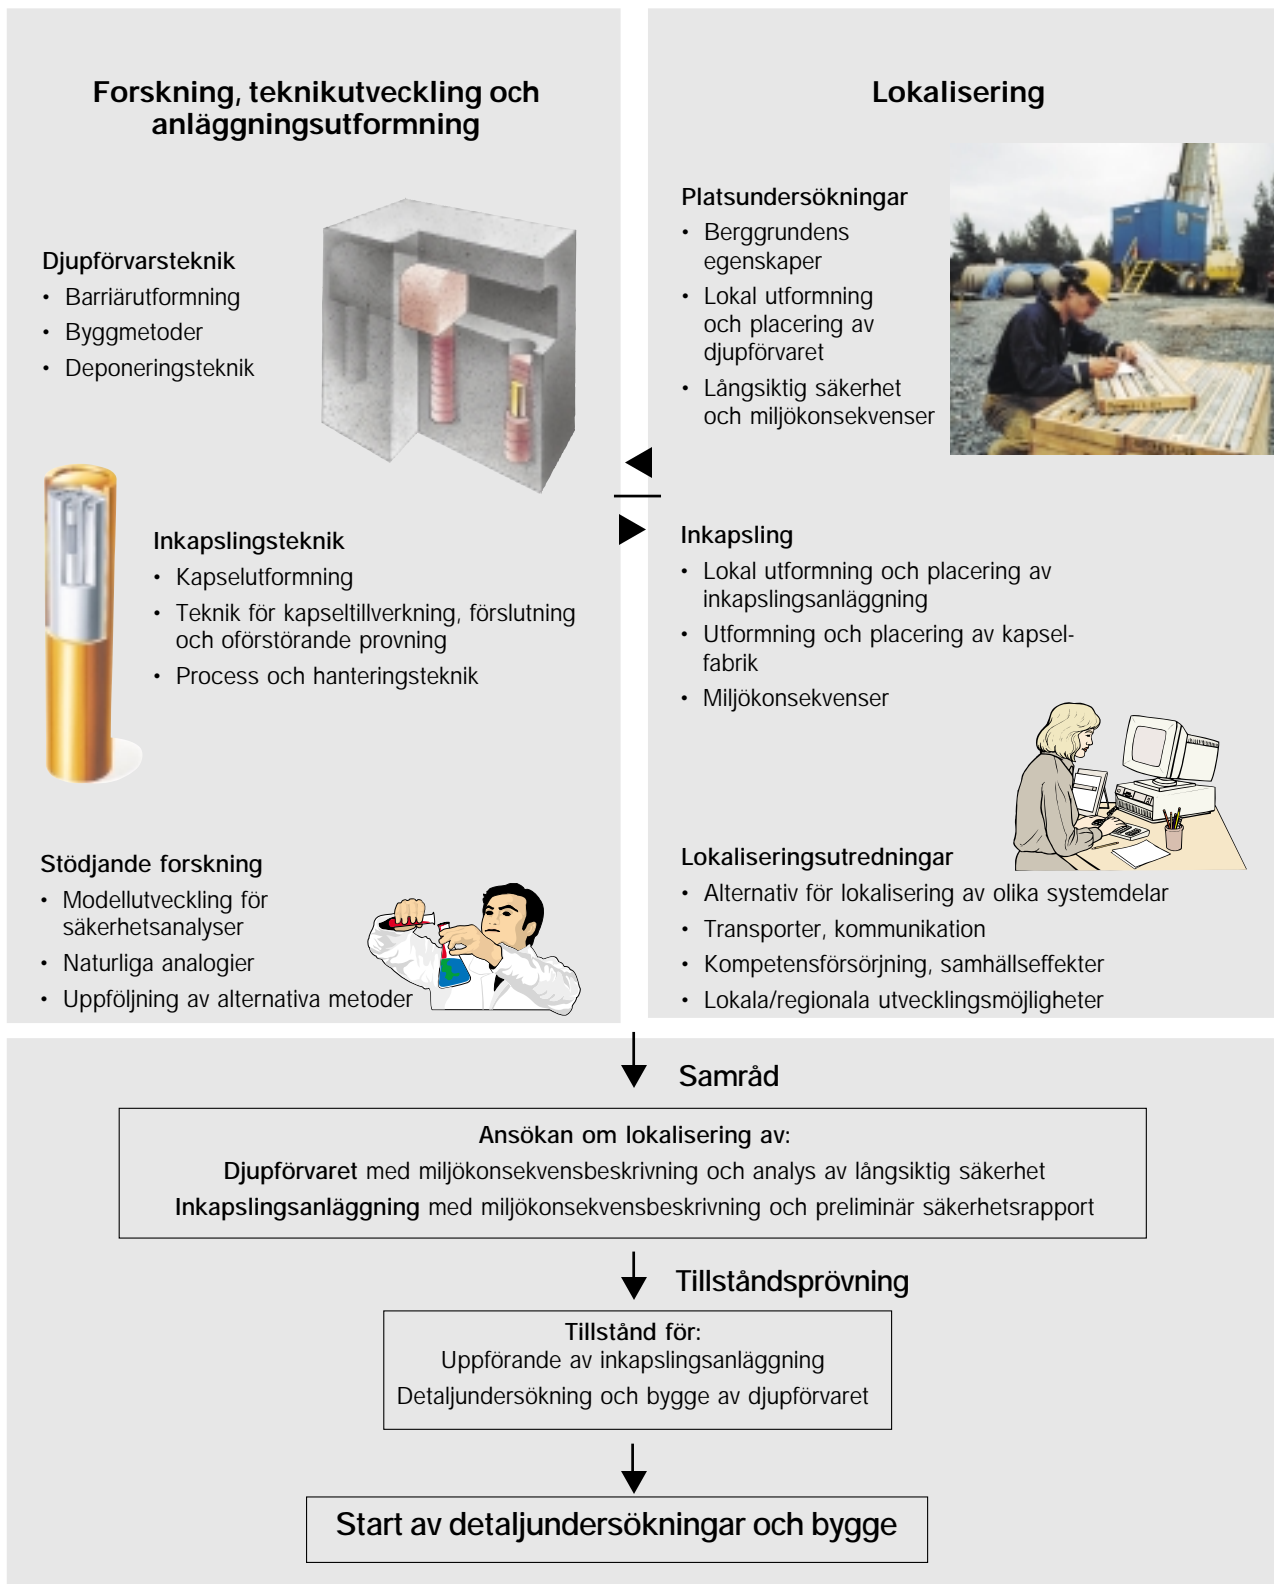 Forskning, teknikutveckling och
anläggningsutformning
Djupförvarsteknik
• Barriärutformning
• Byggmetoder
• Deponeringsteknik
Inkapslingsteknik
• Kapselutformning
• Teknik för kapseltillverkning, förslutning
och oförstörande provning
• Process och hanteringsteknik
Stödjande forskning
• Modellutveckling för
säkerhetsanalyser
• Naturliga analogier
• Uppföljning av alternativa metoder
Lokalisering
Platsundersökningar
• Berggrundens
egenskaper
• Lokal utformning
och placering av
djupförvaret
• Långsiktig säkerhet
och miljökonsekvenser
Inkapsling
• Lokal utformning och placering av
inkapslingsanläggning
• Utformning och placering av kapsel-
fabrik
• Miljökonsekvenser
Lokaliseringsutredningar
• Alternativ för lokalisering av olika systemdelar
• Transporter, kommunikation
• Kompetensförsörjning, samhällseffekter
• Lokala/regionala utvecklingsmöjligheter
Samråd
Ansökan om lokalisering av:
Djupförvaret med miljökonsekvensbeskrivning och analys av långsiktig säkerhet
Inkapslingsanläggning med miljökonsekvensbeskrivning och preliminär säkerhetsrapport
Tillståndsprövning
Tillstånd för:
Uppförande av inkapslingsanläggning
Detaljundersökning och bygge av djupförvaret
Start av detaljundersökningar och bygge